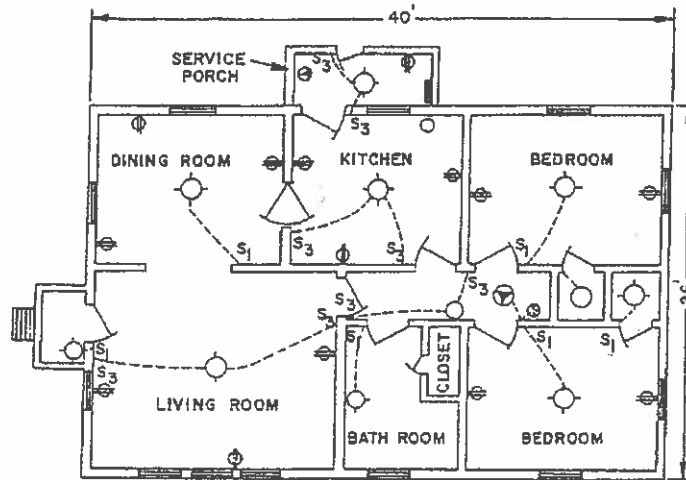 40'
SERVICE
PORCH
S3
S3
DINING ROOM
KITCHEN
BEDROOM
S1
S3
S3
S1
S3
S3
S3
S1
S3
S1
S1
S1
CLOSET
LIVING ROOM
BATH ROOM
BEDROOM